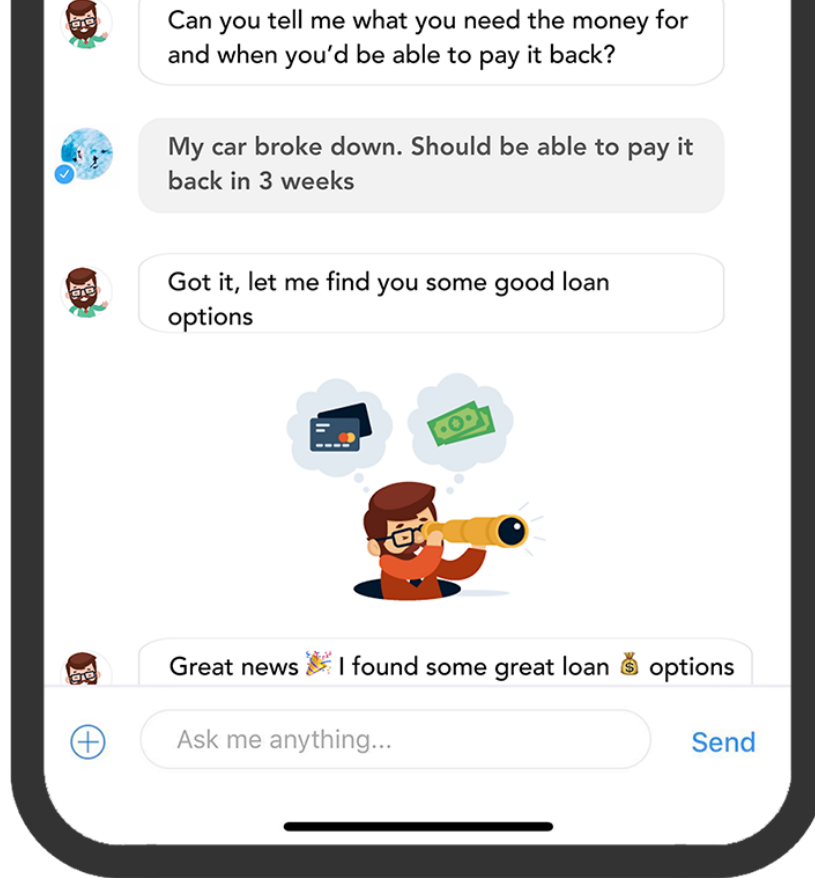 Can you tell me what you need the money for
and when you’d be able to pay it back?
My car broke down. Should be able to pay it
back in 3 weeks
Got it, let me find you some good loan
options
Great news 🎉 I found some great loan 💰 options
Ask me anything...
Send